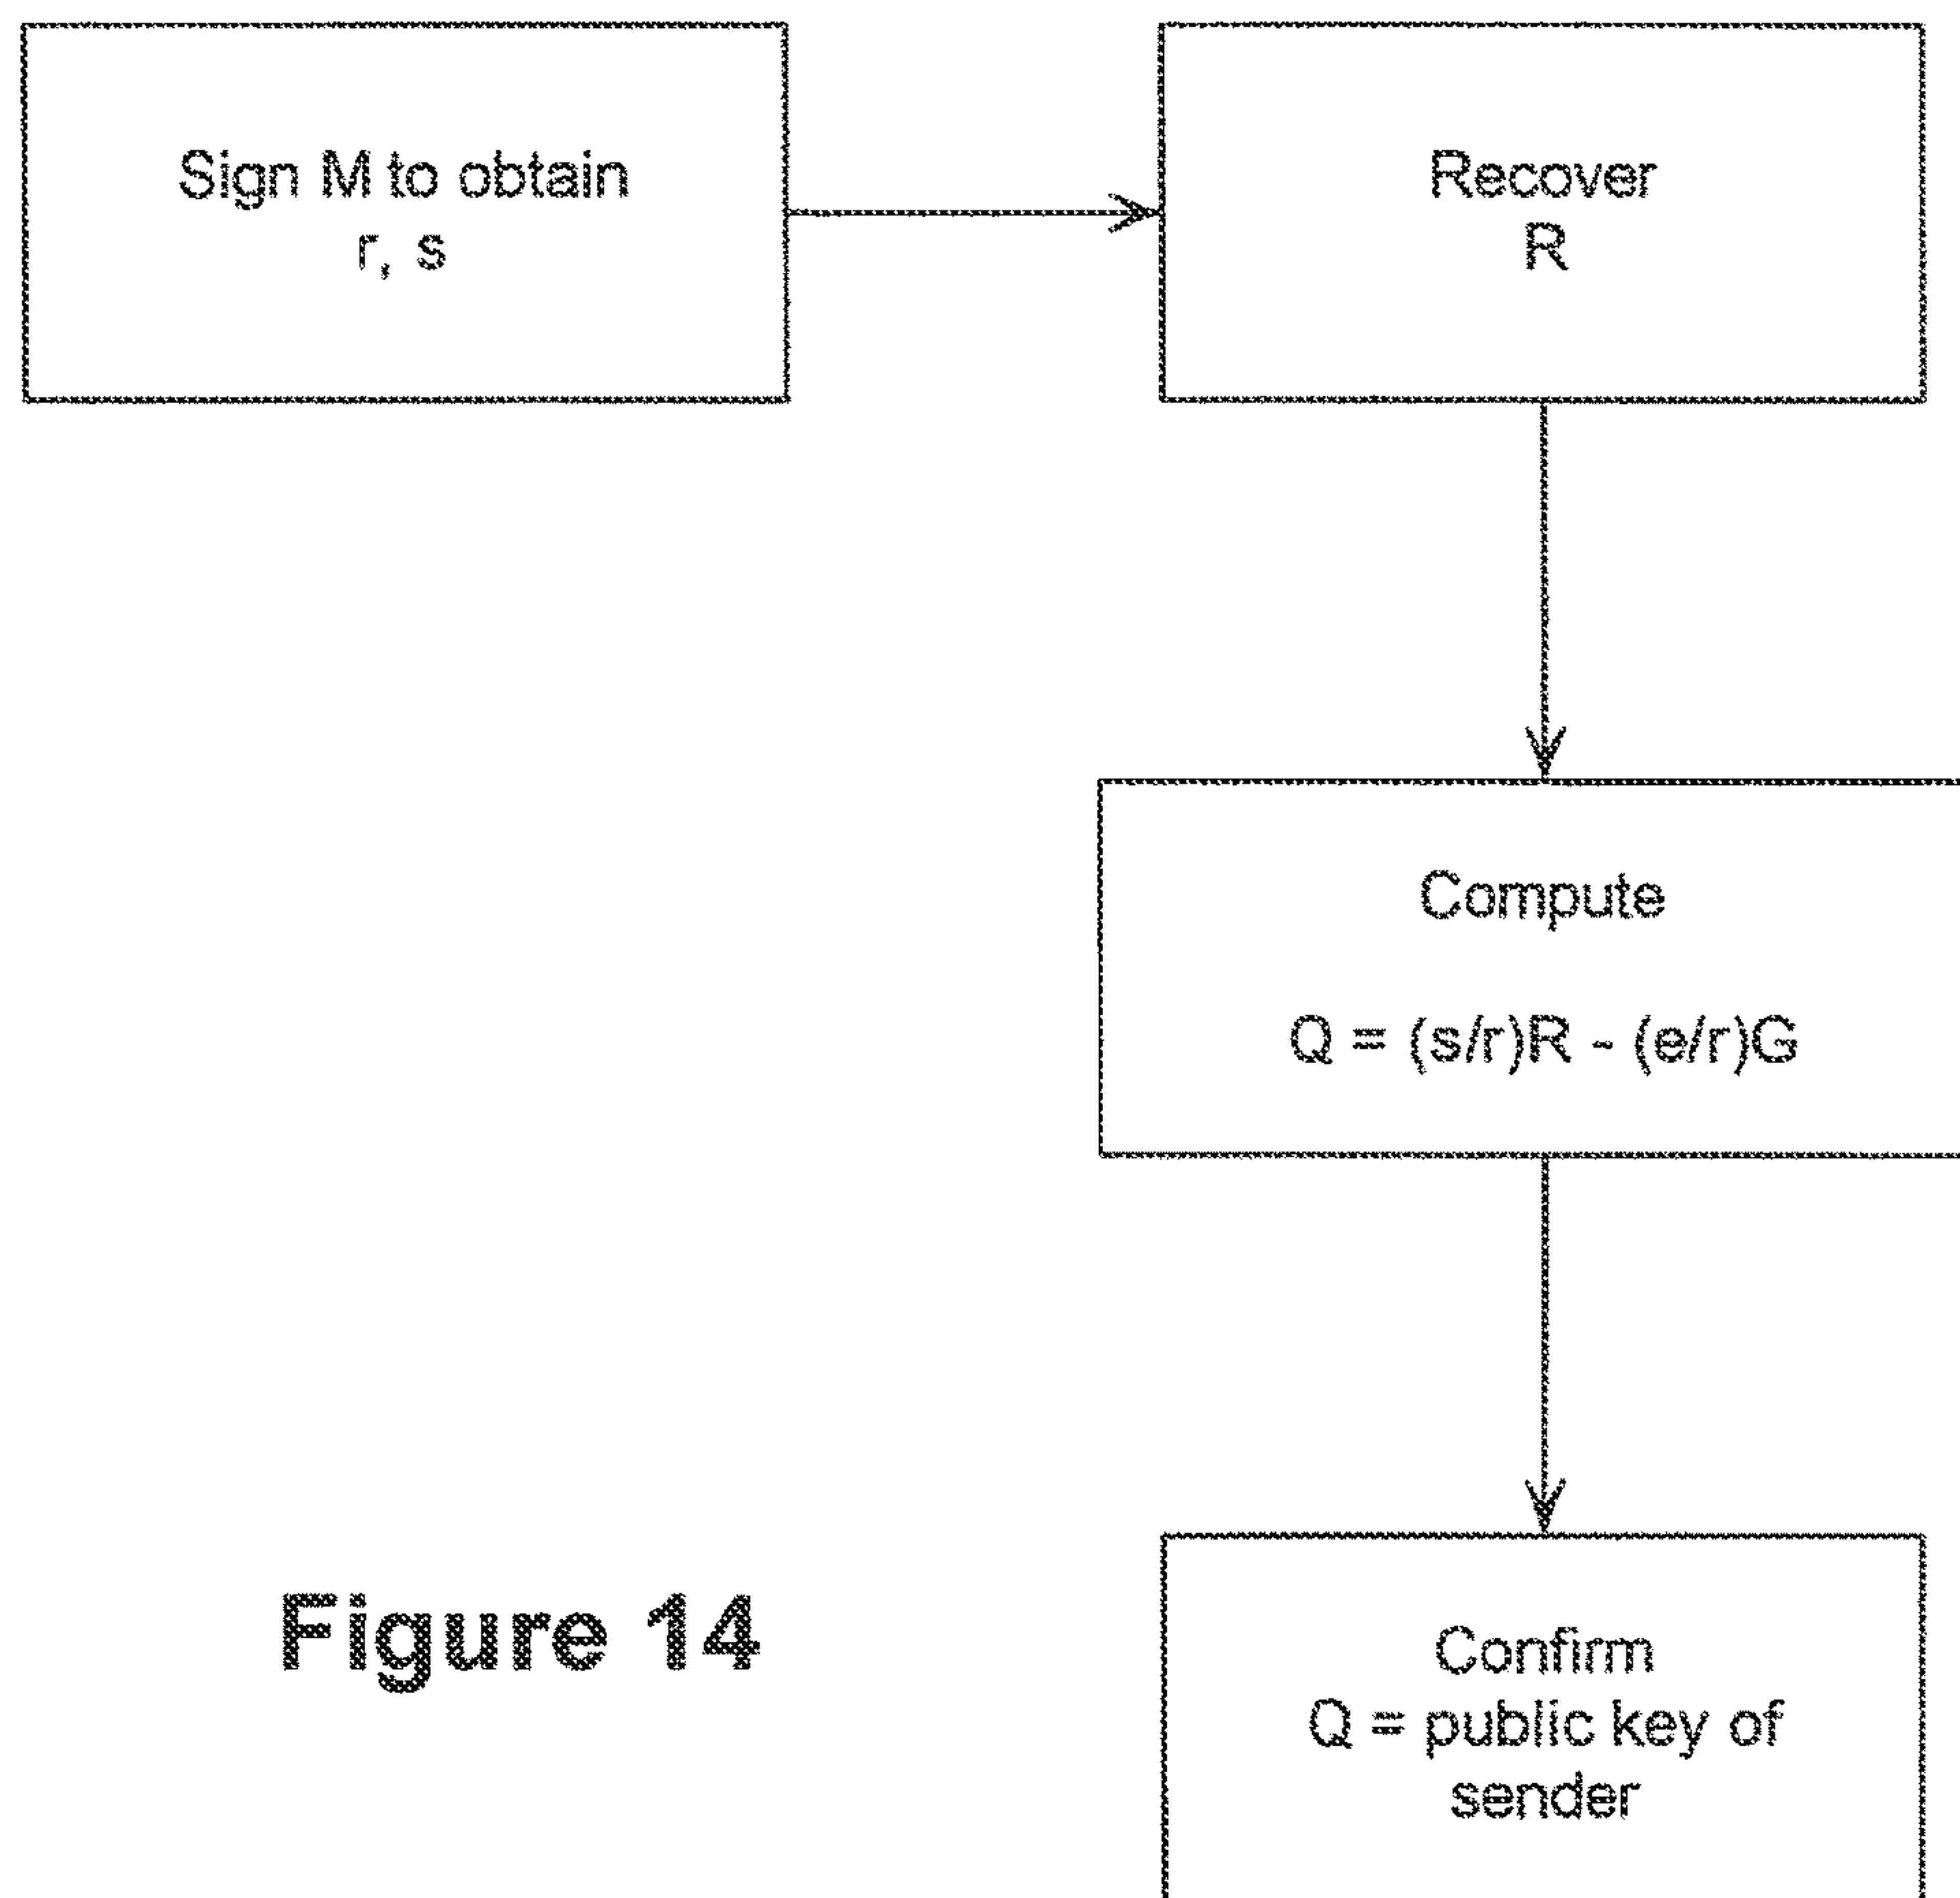 Sign M to obtain
r, s
Recover
R
Compute
Q = (s/r)R - (e/r)G
Confirm
Q = public key of
sender
Figure 14